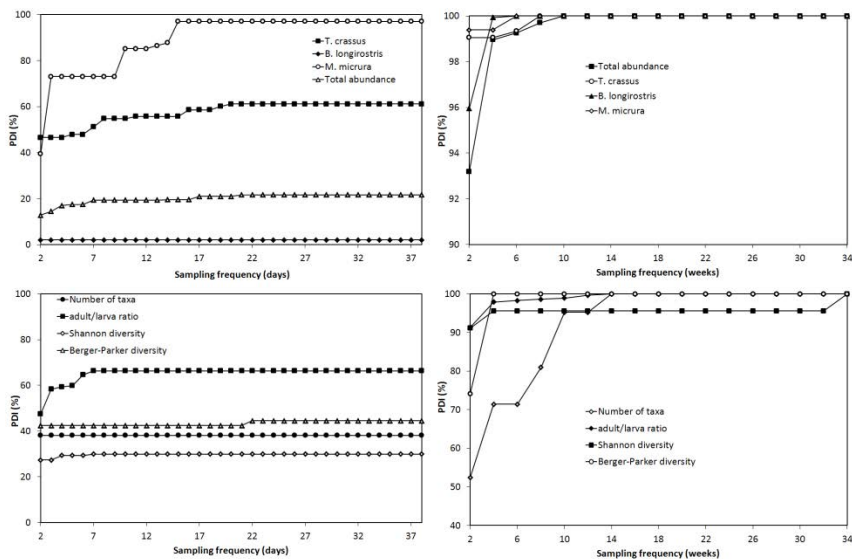 100
80
60
40
20
0
PDI (%)
T. crassus
B. longirostris
M. micrura
Total abundance
2 7 12 17 22 27 32 37
Sampling frequency (days)
100
98
96
94
92
90
PDI (%)
Total abundance
T. crassus
B. longirostris
M. micrura
2 6 10 14 18 22 26 30 34
Sampling frequency (weeks)
100
80
60
40
20
0
PDI (%)
Number of taxa
adult/larva ratio
Shannon diversity
Berger-Parker diversity
2 7 12 17 22 27 32 37
Sampling frequency (days)
100
90
80
70
60
50
40
PDI (%)
Number of taxa
adult/larva ratio
Shannon diversity
Berger-Parker diversity
2 6 10 14 18 22 26 30 34
Sampling frequency (weeks)